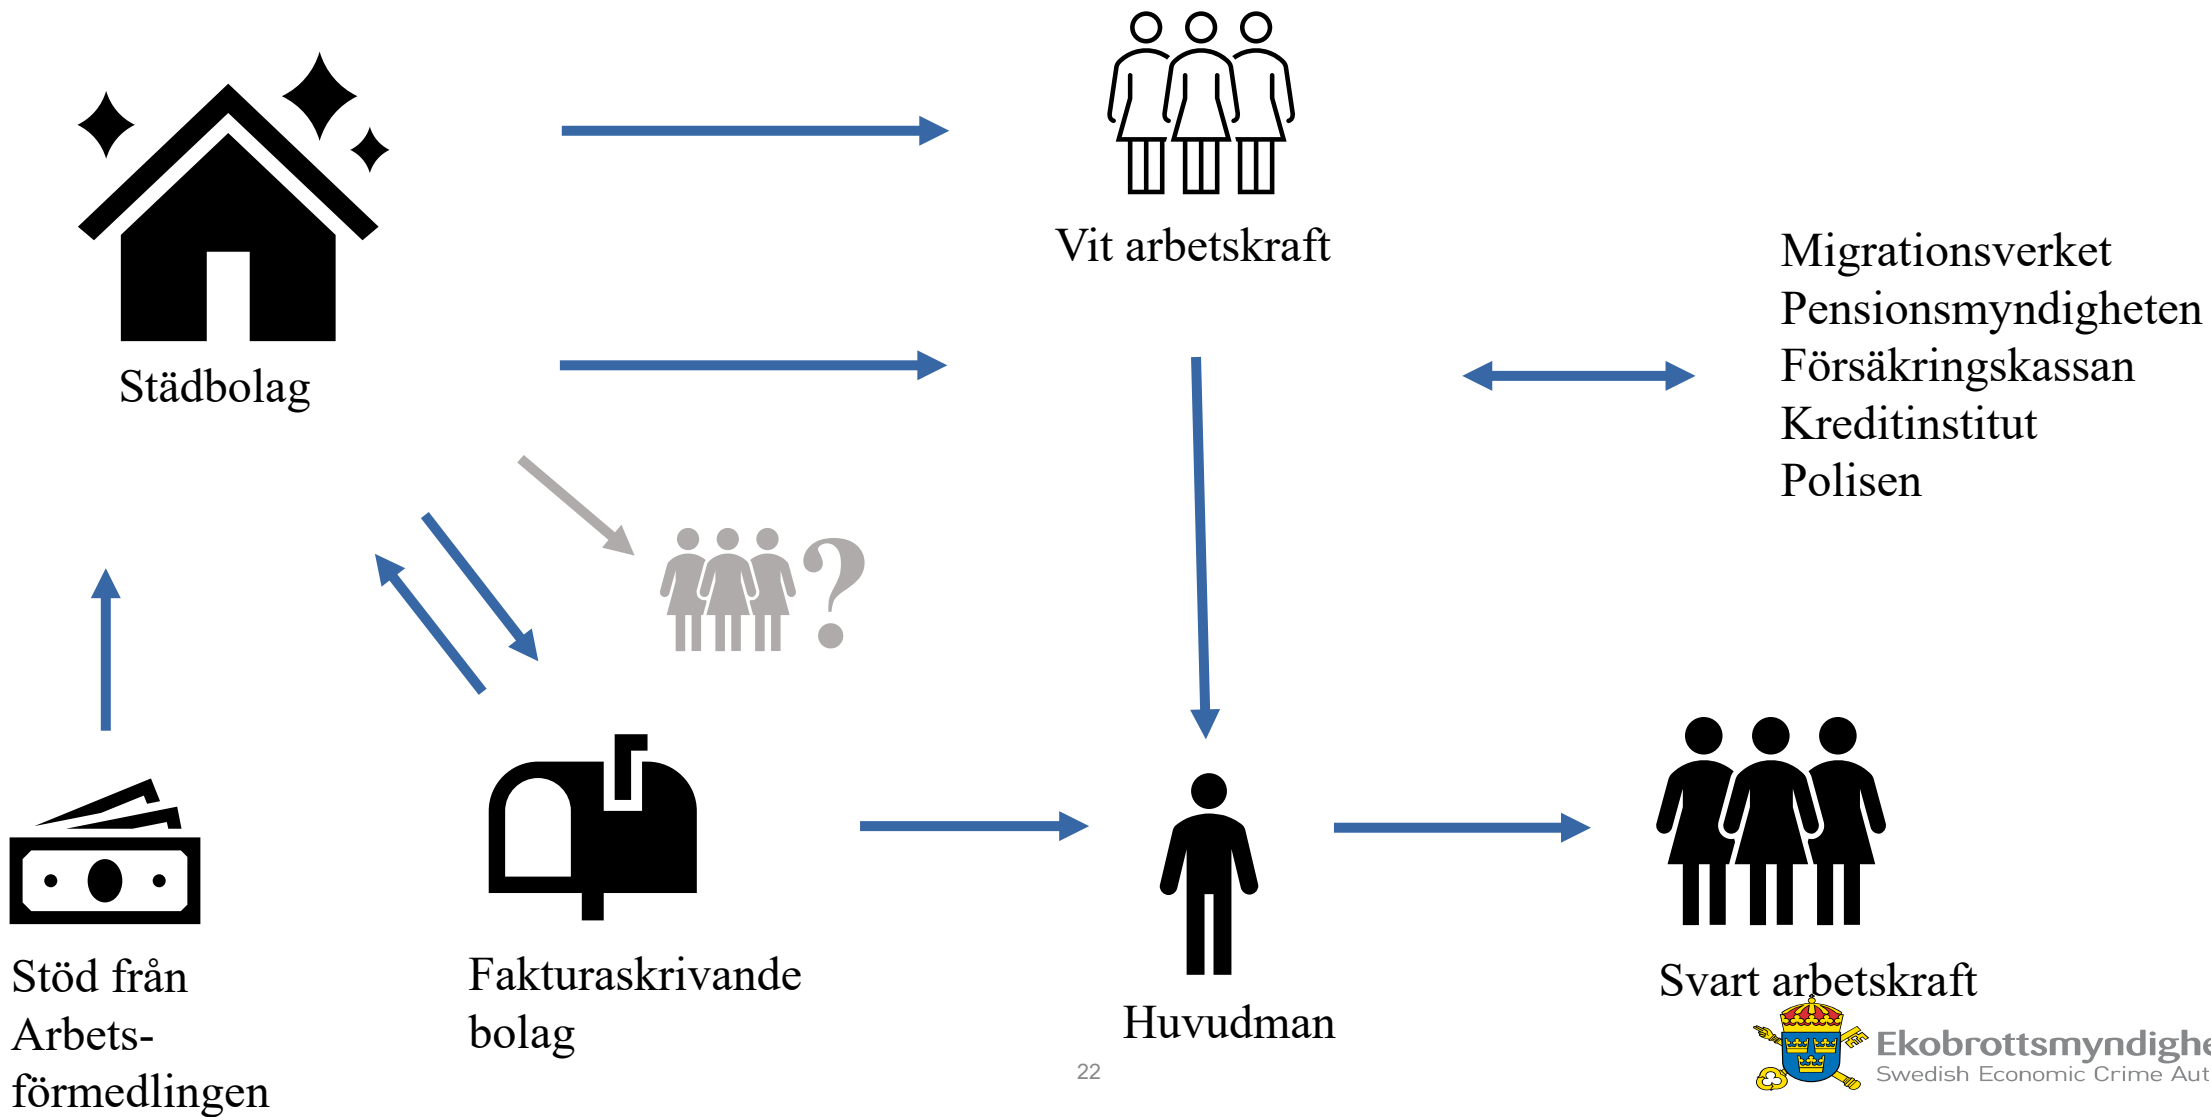 Vit arbetskraft
Städbolag
Migrationsverket
Pensionsmyndigheten
Försäkringskassan
Kreditinstitut
Polisen
?
Stöd från
Arbets-
förmedlingen
Fakturaskrivande
bolag
Huvudman
Svart arbetskraft
22
Ekobrottsmyndighe
Swedish Economic Crime Aut